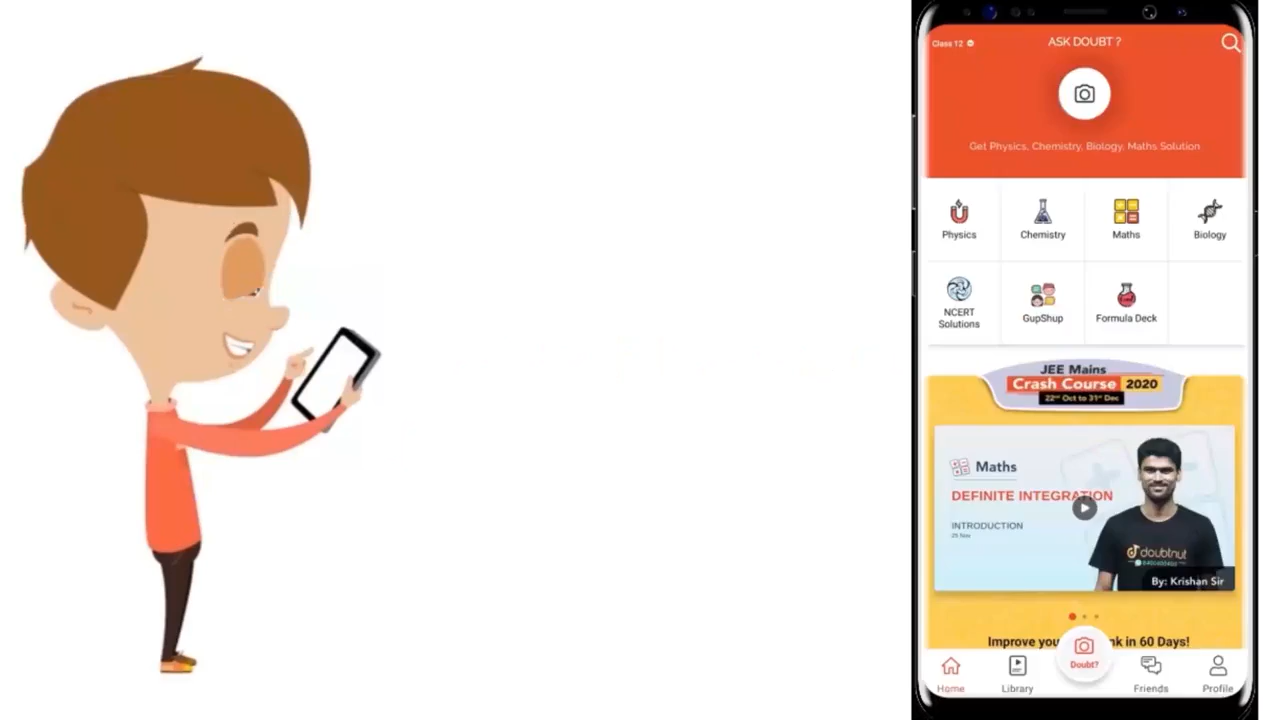 Class 12
ASK DOUBT ?
Get Physics, Chemistry, Biology, Maths Solution
Physics
Chemistry
Maths
Biology
NCERT
Solutions
GupShup
Formula Deck
JEE Mains
Crash Course 2020
22nd Oct to 31st Dec
Maths
DEFINITE INTEGRATION
INTRODUCTION
doubtnut
By: Krishan Sir
in 60 Days!
Doubt?
Home
Library
Friends
Profile